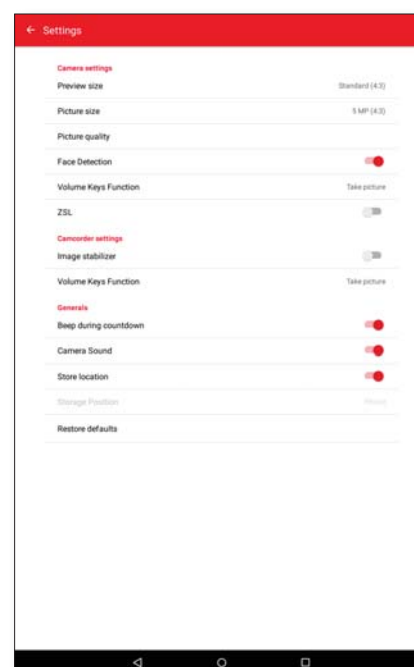 Settings
Camera settings
Preview size Standard (4:3)
Picture size 5 MP (4:3)
Picture quality
Face Detection
Volume Keys Function Take picture
ZSL
Camcorder settings
Image stabilizer
Volume Keys Function Take picture
Generals
Beep during countdown
Camera Sound
Store location
Storage Position Phone
Restore defaults